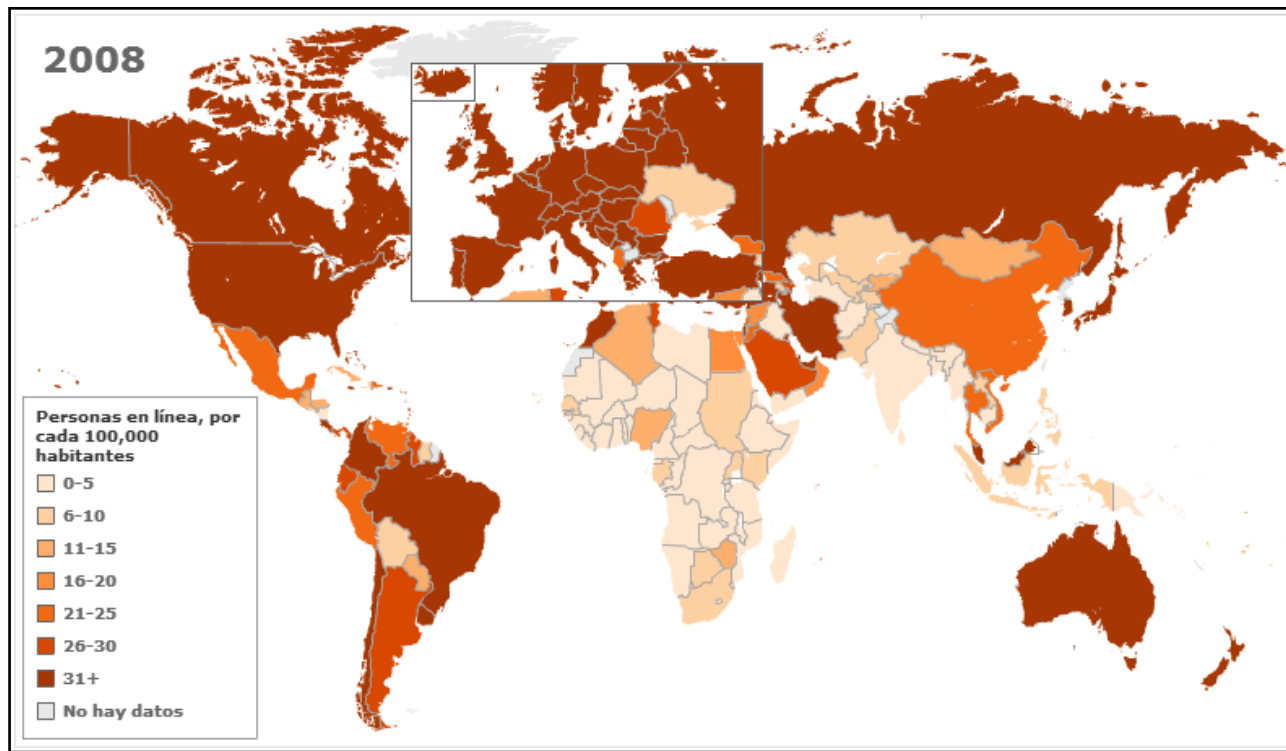 2008
Personas en línea, por
cada 100,000
habitantes
0-5
6-10
11-15
16-20
21-25
26-30
31+
No hay datos